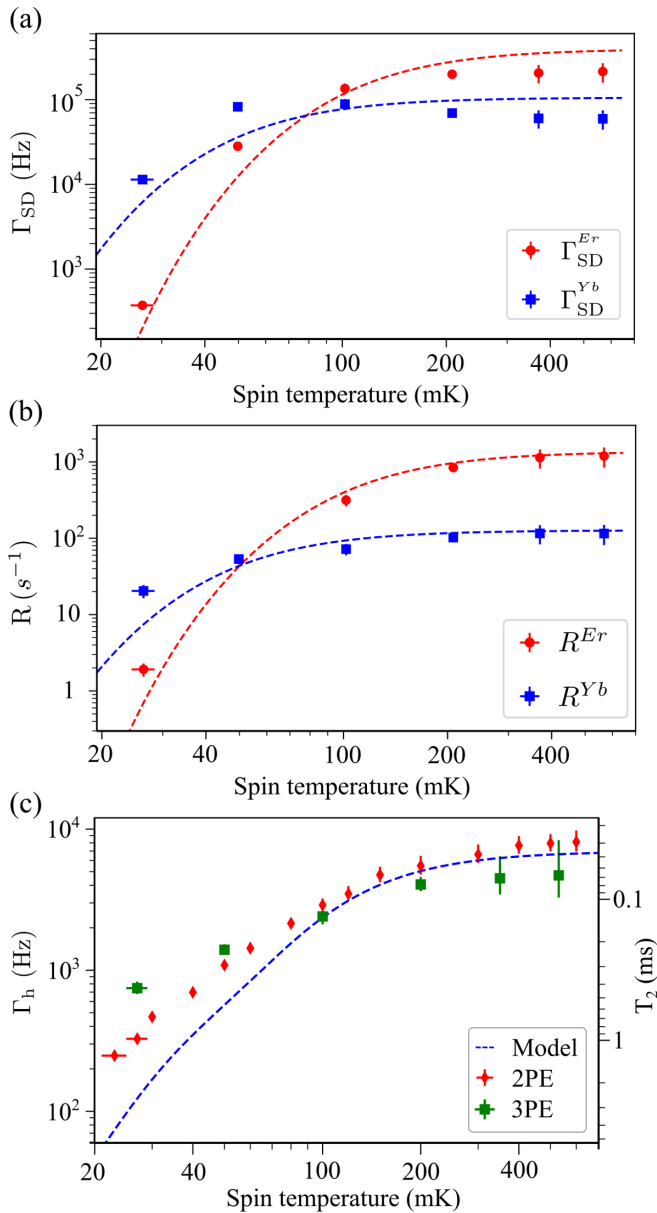 (a)
10^5
10^4
10^3
Γ_SD (Hz)
Γ_SD^Er
Γ_SD^Yb
20 40 100 200 400
Spin temperature (mK)
(b)
10^3
10^2
10
1
R (s^−1)
R^Er
R^Yb
20 40 100 200 400
Spin temperature (mK)
(c)
10^4
10^3
10^2
Γ_h (Hz)
0.1
1
T_2 (ms)
Model
2PE
3PE
20 40 100 200 400
Spin temperature (mK)